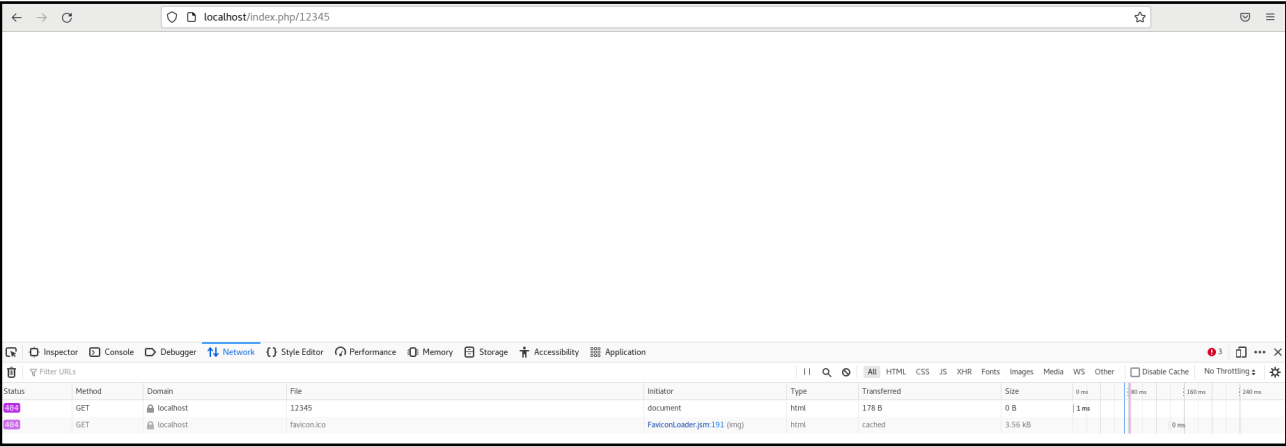 localhost/index.php/12345
Inspector Console Debugger Network Style Editor Performance Memory Storage Accessibility Application 3
Filter URLs All HTML CSS JS XHR Fonts Images Media WS Other Disable Cache No Throttling
Status Method Domain File Initiator Type Transferred Size 0 ms 80 ms 160 ms 240 ms
404 GET localhost 12345 document html 178 B 0 B 1 ms
404 GET localhost favicon.ico FaviconLoader.jsm:191 (img) html cached 3.56 kB 0 ms